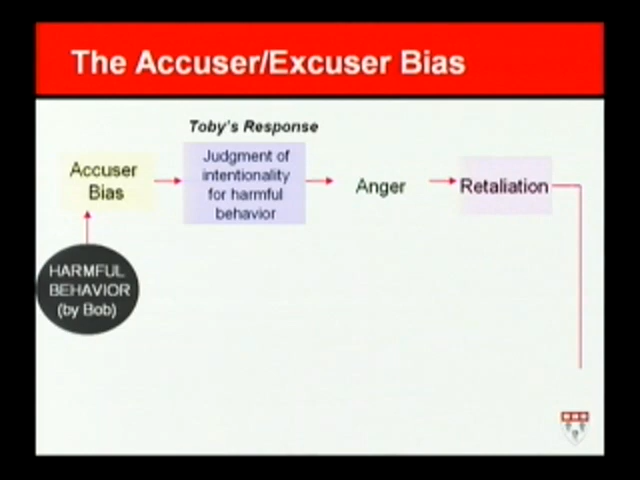 The Accuser/Excuser Bias
Toby's Response
Accuser
Bias
Judgment of
intentionality
for harmful
behavior
Anger
Retaliation
HARMFUL
BEHAVIOR
(by Bob)